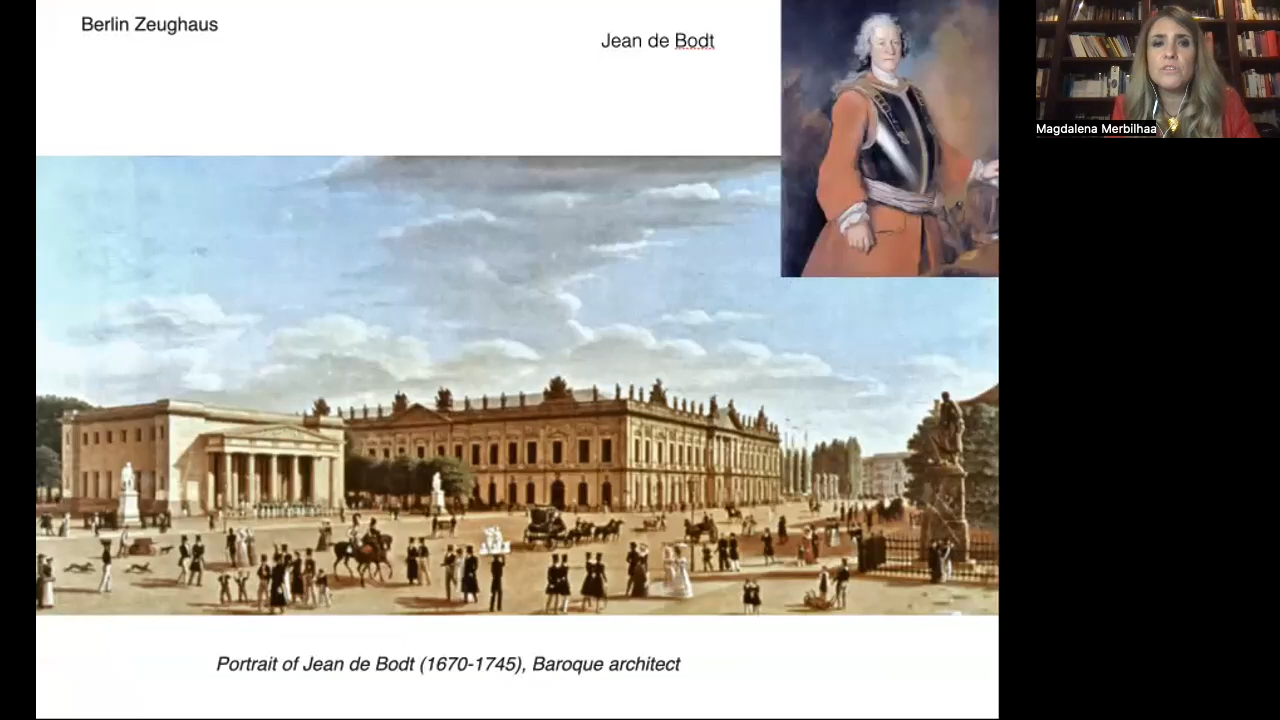 Berlin Zeughaus
Jean de Bodt
Magdalena Merbilhaa
Portrait of Jean de Bodt (1670-1745), Baroque architect